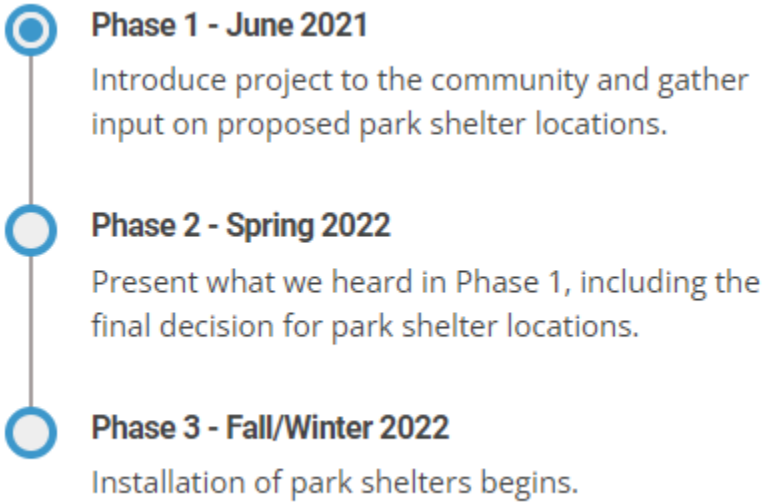 Phase 1 - June 2021
Introduce project to the community and gather
input on proposed park shelter locations.
Phase 2 - Spring 2022
Present what we heard in Phase 1, including the
final decision for park shelter locations.
Phase 3 - Fall/Winter 2022
Installation of park shelters begins.